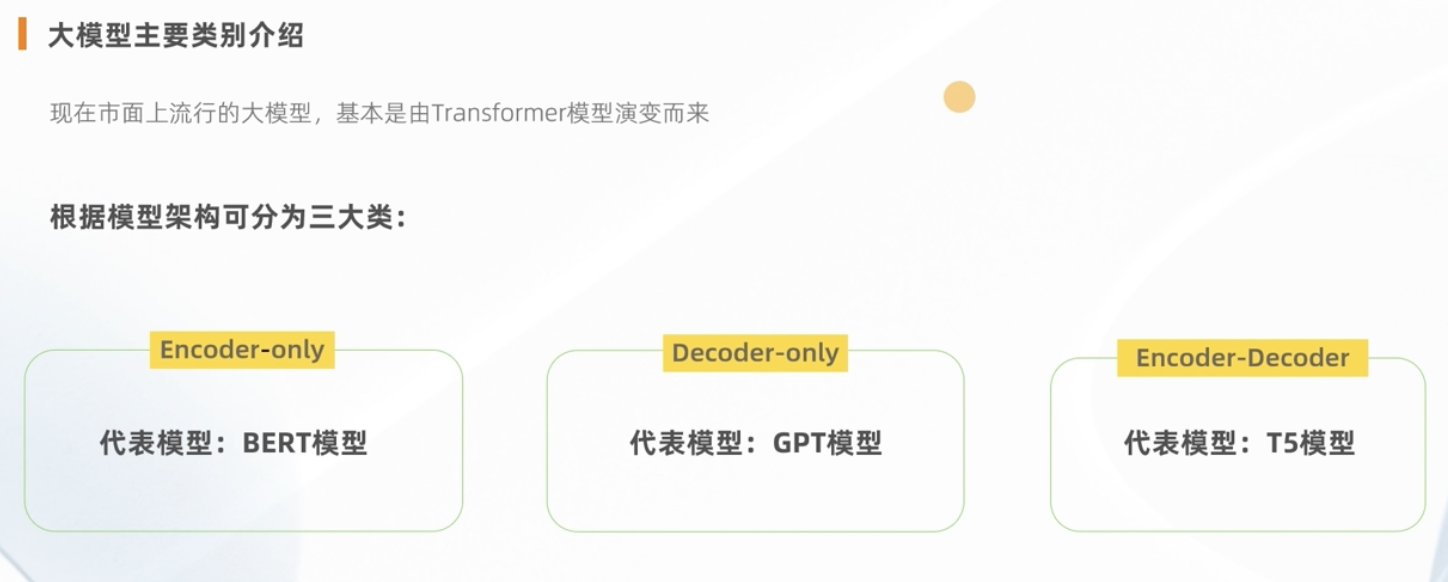 大模型主要类别介绍
现在市面上流行的大模型，基本是由Transformer模型演变而来
根据模型架构可分为三大类：
Encoder-only
Decoder-only
Encoder-Decoder
代表模型：BERT模型
代表模型：GPT模型
代表模型：T5模型